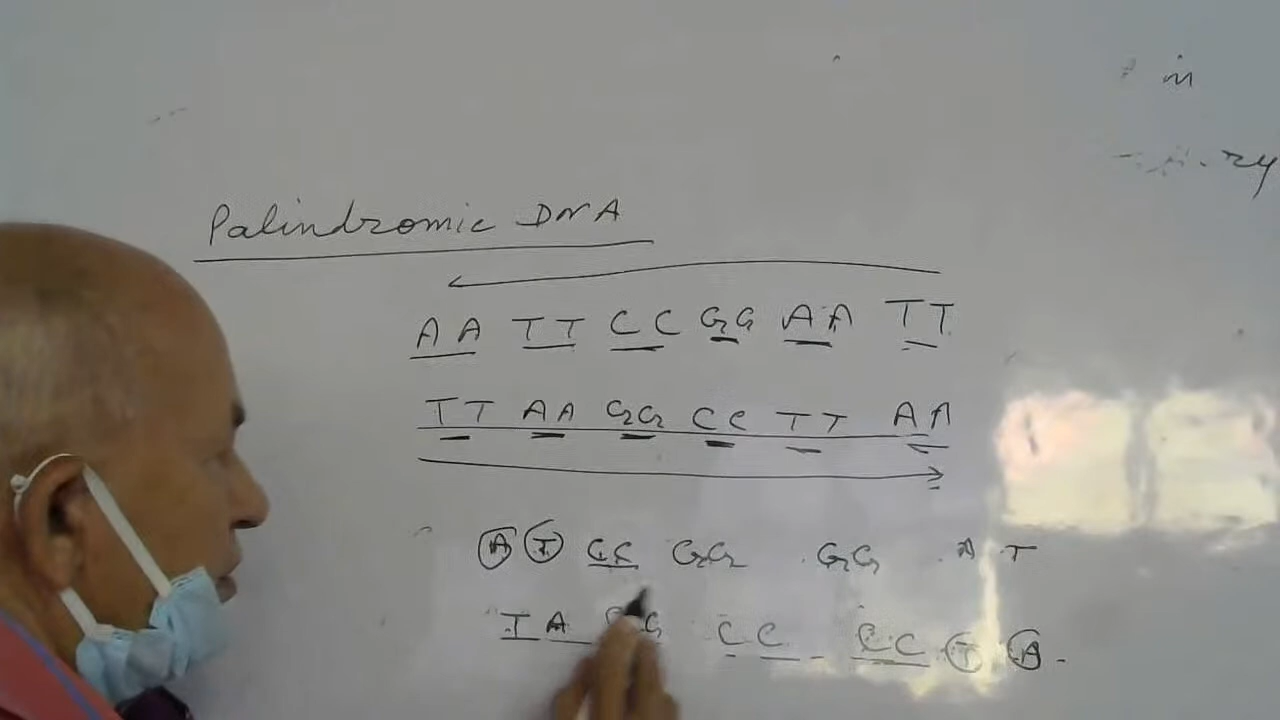 in
Palindromic DNA
AA TT CC GG AA TT
TT AA GG CC TT AA
A T CC GG GG A T
T A G CC CC T A